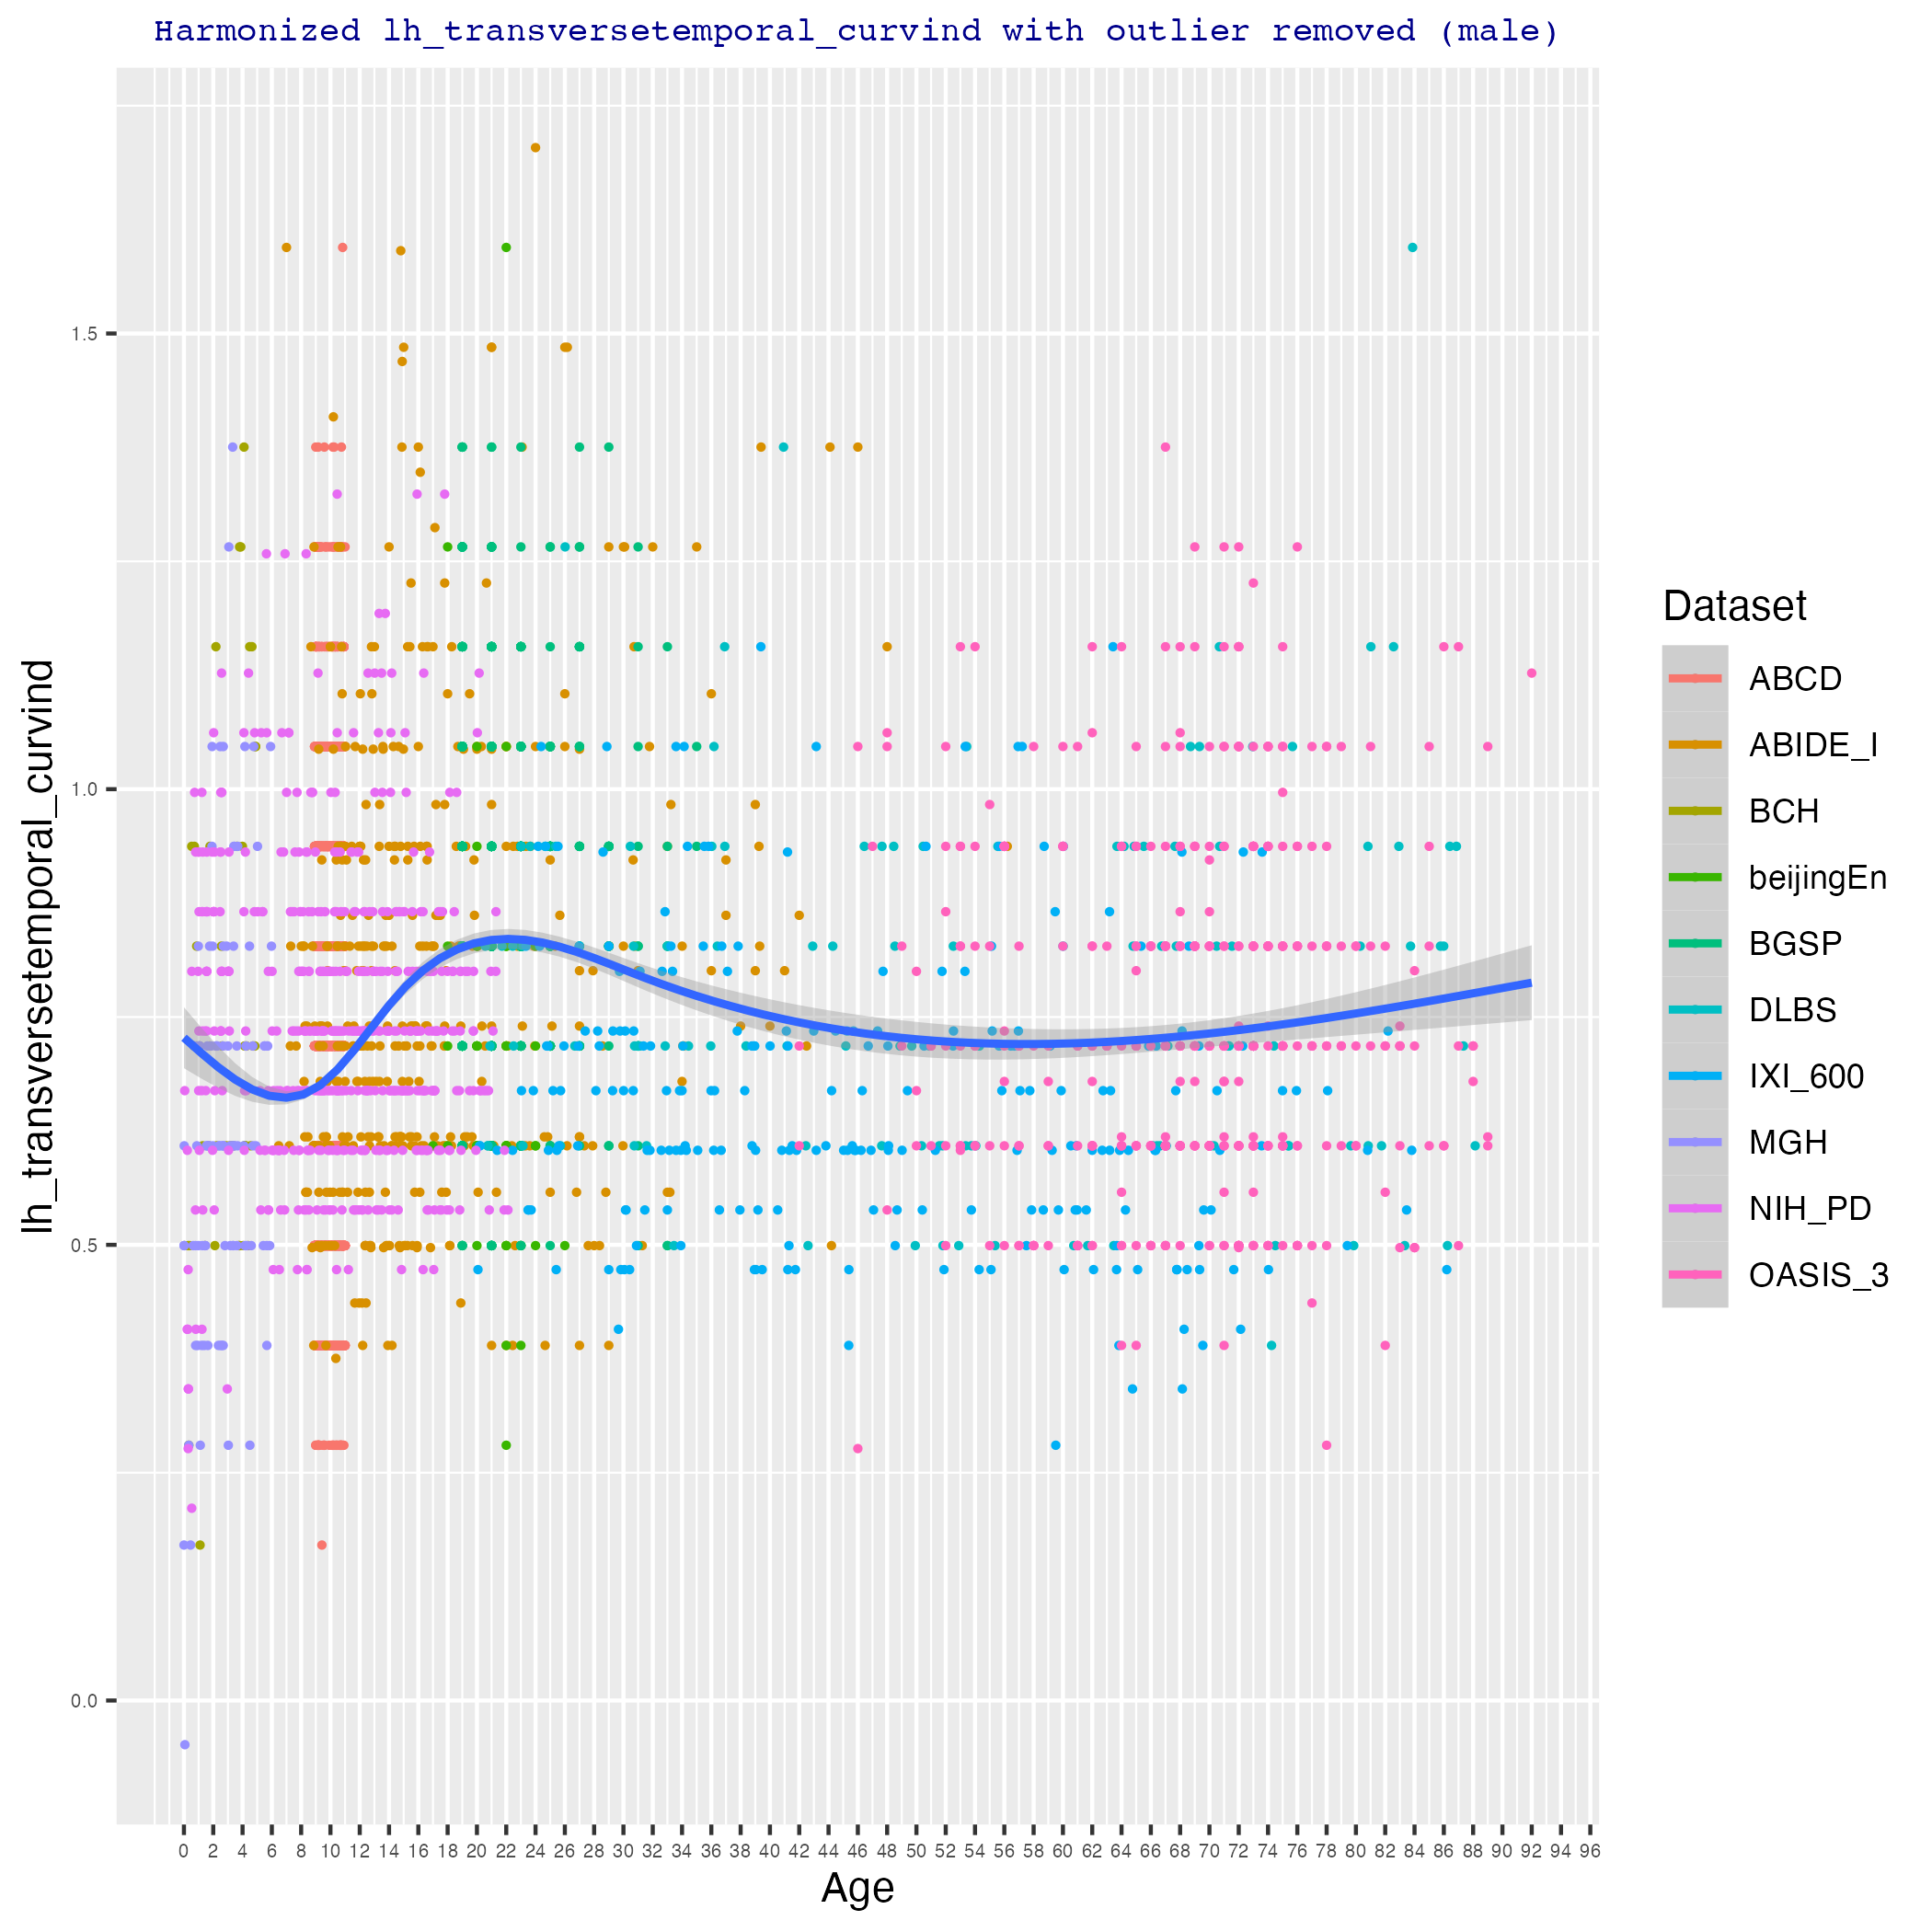 Harmonized lh_transversetemporal_curvind with outlier removed (male)
lh_transversetemporal_curvind
1.5
1.0
0.5
0.0
0 2 4 6 8 10 12 14 16 18 20 22 24 26 28 30 32 34 36 38 40 42 44 46 48 50 52 54 56 58 60 62 64 66 68 70 72 74 76 78 80 82 84 86 88 90 92 94 96
Age
Dataset
ABCD
ABIDE_I
BCH
beijingEn
BGSP
DLBS
IXI_600
MGH
NIH_PD
OASIS_3